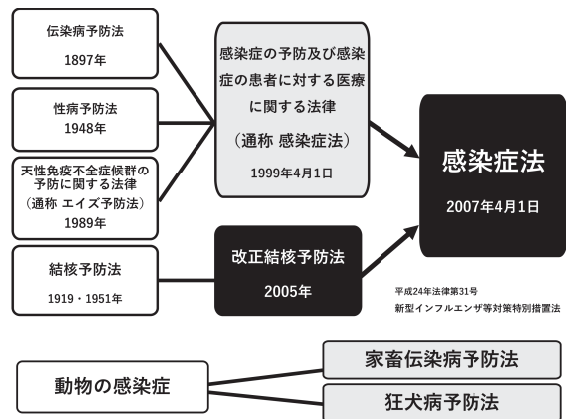 伝染病予防法
1897年
性病予防法
1948年
天性免疫不全症候群の
予防に関する法律
（通称 エイズ予防法）
1989年
結核予防法
1919・1951年
感染症の予防及び感染
症の患者に対する医療
に関する法律
（通称 感染症法）
1999年4月1日
改正結核予防法
2005年
感染症法
2007年4月1日
平成24年法律第31号
新型インフルエンザ等対策特別措置法
動物の感染症
家畜伝染病予防法
狂犬病予防法